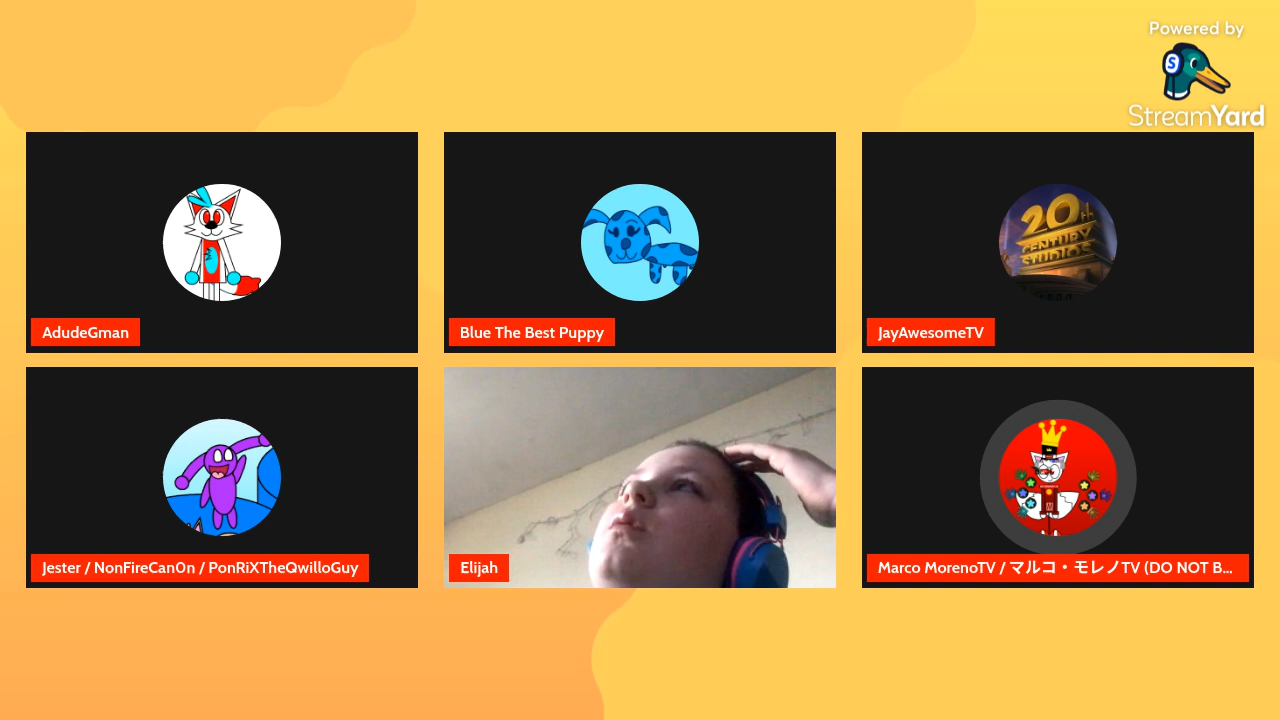 Powered by
S
StreamYard
20th
CENTURY
STUDIOS
AdudeGman
Blue The Best Puppy
JayAwesomeTV
Jester / NonFireCanOn / PonRiXTheQwilloGuy
Elijah
Marco MorenoTV / マルコ・モレノTV (DO NOT B...